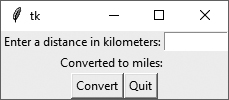 tk
Enter a distance in kilometers:
Converted to miles:
Convert Quit